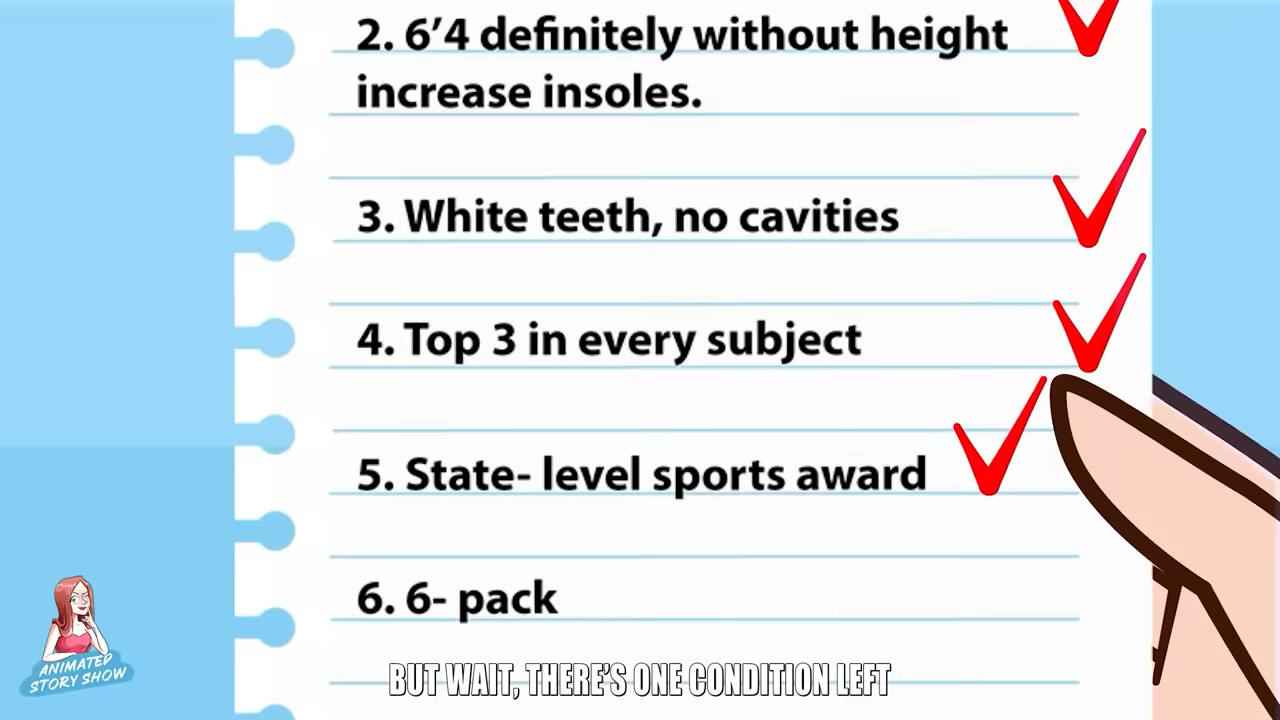 2. 6’4 definitely without height
increase insoles.
3. White teeth, no cavities
4. Top 3 in every subject
5. State- level sports award
6. 6- pack
BUT WAIT, THERE'S ONE CONDITION LEFT
ANIMATED
STORY SHOW